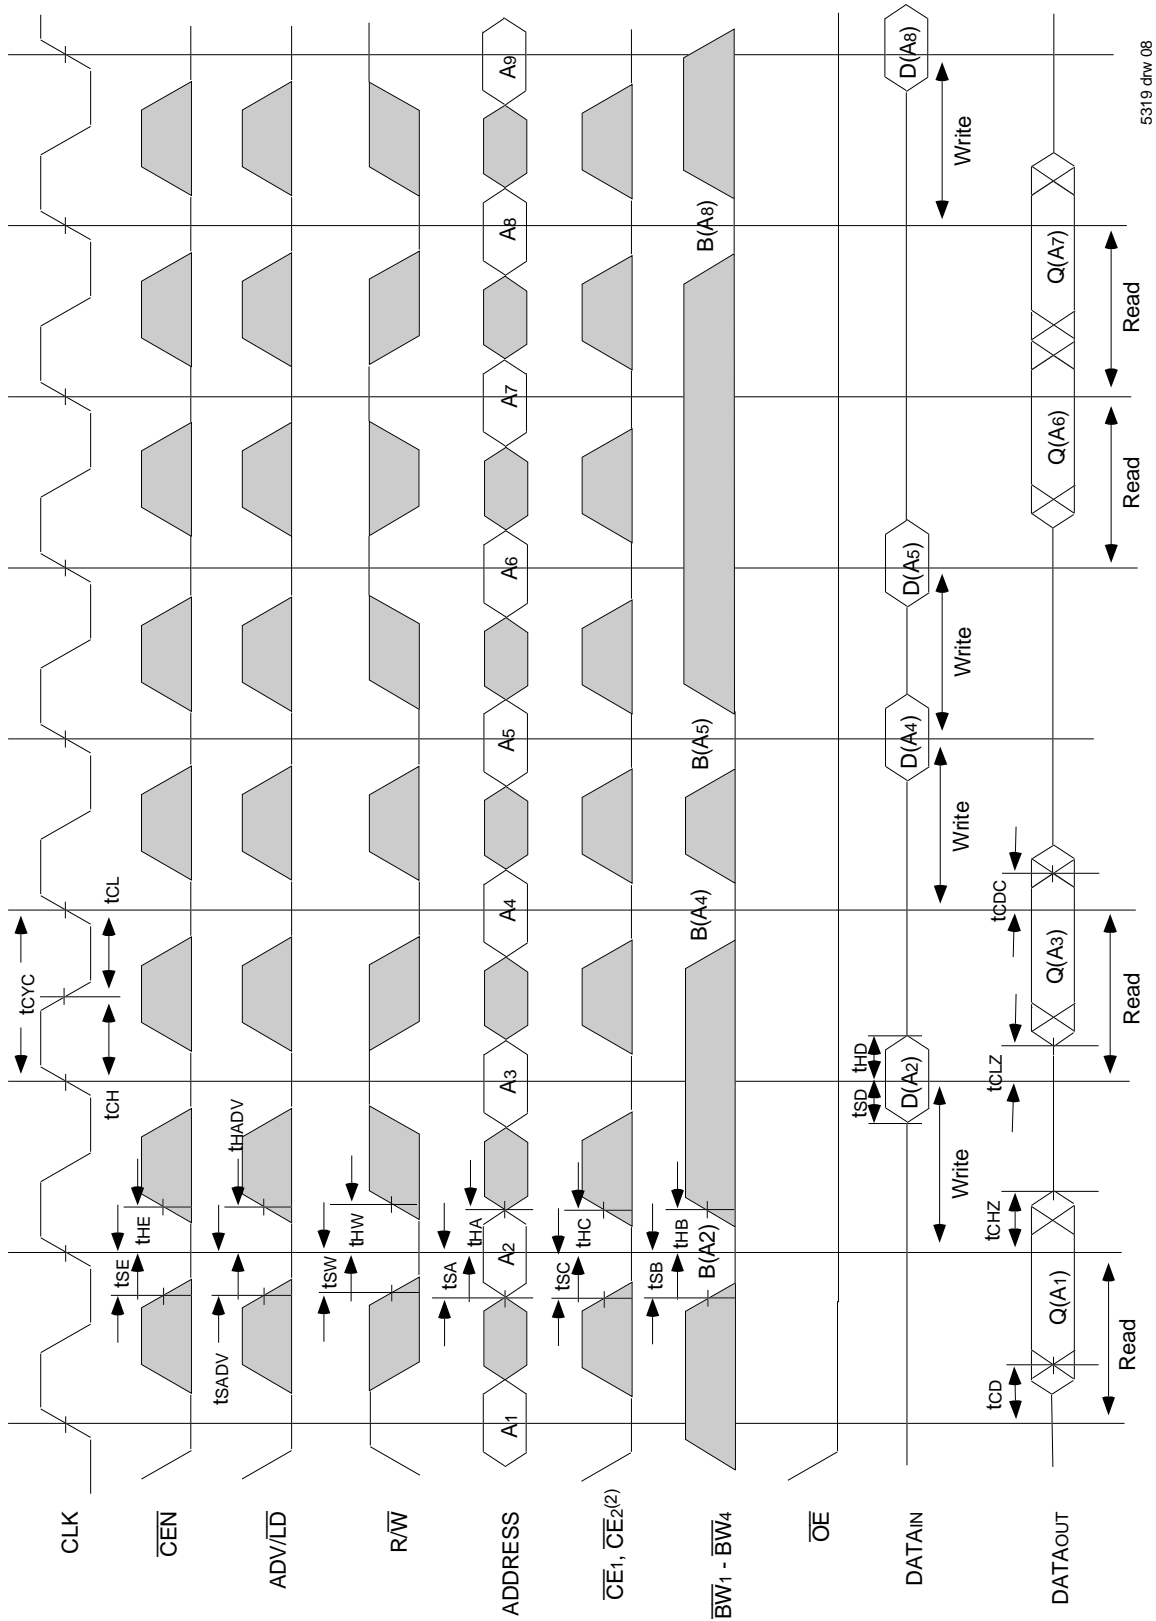 CLK
tCYC
tCH
tCL
CEN
tSE
tHE
ADV/LD
tSADV
tHADV
R/W
tSW
tHW
ADDRESS
A1
A2
A3
A4
A5
A6
A7
A8
A9
tSA
tHA
CE1, CE2(2)
tSC
tHC
BW1 - BW4
tSB
tHB
B(A2)
B(A4)
B(A5)
B(A8)
OE
DATAIN
tSD
tHD
D(A2)
D(A4)
D(A5)
D(A8)
Write
Write
Write
Write
DATAOUT
tCD
tCHZ
tCLZ
tCDC
Q(A1)
Q(A3)
Q(A6)
Q(A7)
Read
Read
Read
Read
5319 drw 08